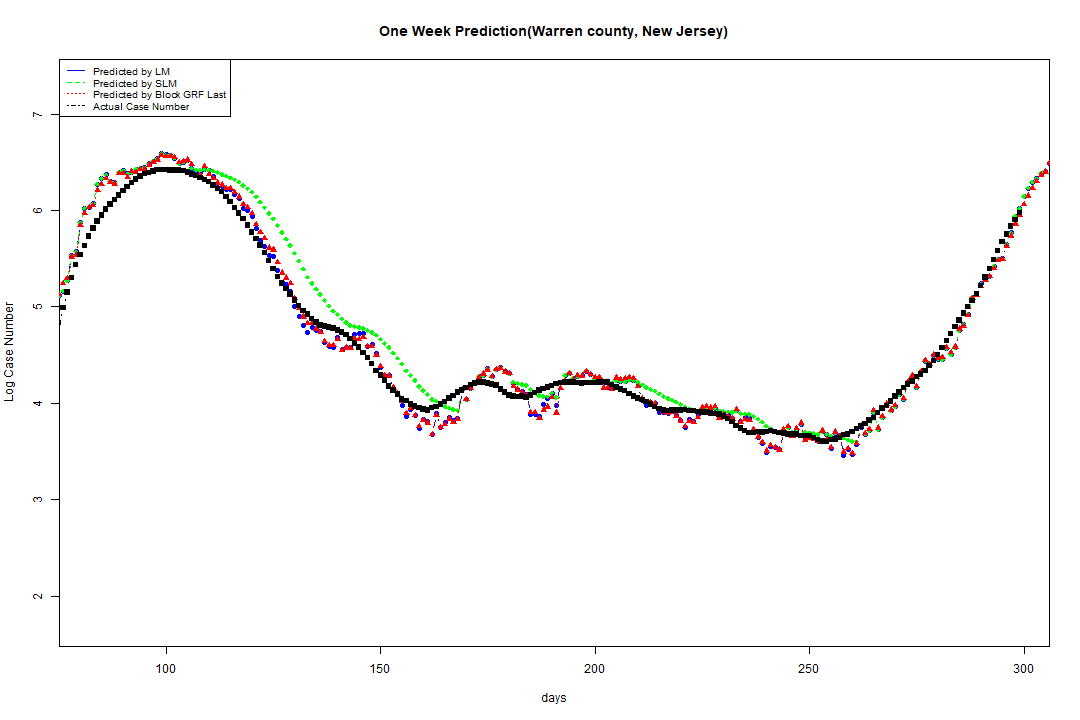 One Week Prediction(Warren county, New Jersey)
Predicted by LM
Predicted by SLM
Predicted by Block GRF Last
Actual Case Number
7
6
5
4
3
2
Log Case Number
100 150 200 250 300
days